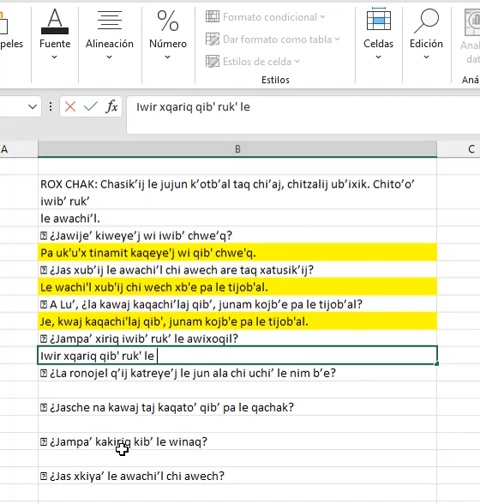 peles
Fuente
Alineación
Número
Formato condicional
Dar formato como tabla
Estilos de celda
Estilos
Celdas
Edición
Anal
da
Aná
Iwir xqariq qib' ruk' le
A
B
C
ROX CHAK: Chasik’ij le jujun k’otb’al taq chi’aj, chitzalij ub’ixik. Chito’o’
iwib’ ruk’
le awachi’l.
¿Jawije’ kiweye’j wi iwib’ chwe’q?
Pa uk'u'x tinamit kaqeye'j wi qib' chwe'q.
¿Jas xub’ij le awachi’l chi awech are taq xatusik’ij?
Le wachi'l xub'ij chi wech xb'e pa le tijob'al.
A Lu’, ¿la kawaj kaqachi’laj qib’, junam kojb’e pa le tijob’al?
Je, kwaj kaqachi'laj qib', junam kojb'e pa le tijob'al.
¿Jampa’ xiriq iwib’ ruk’ le awixoqil?
Iwir xqariq qib' ruk' le
¿La ronojel q’ij katreye’j le jun ala chi uchi’ le nim b’e?
¿Jasche na kawaj taj kaqato’ qib’ pa le qachak?
¿Jampa’ kakiriq kib’ le winaq?
¿Jas xkiya’ le awachi’l chi awech?